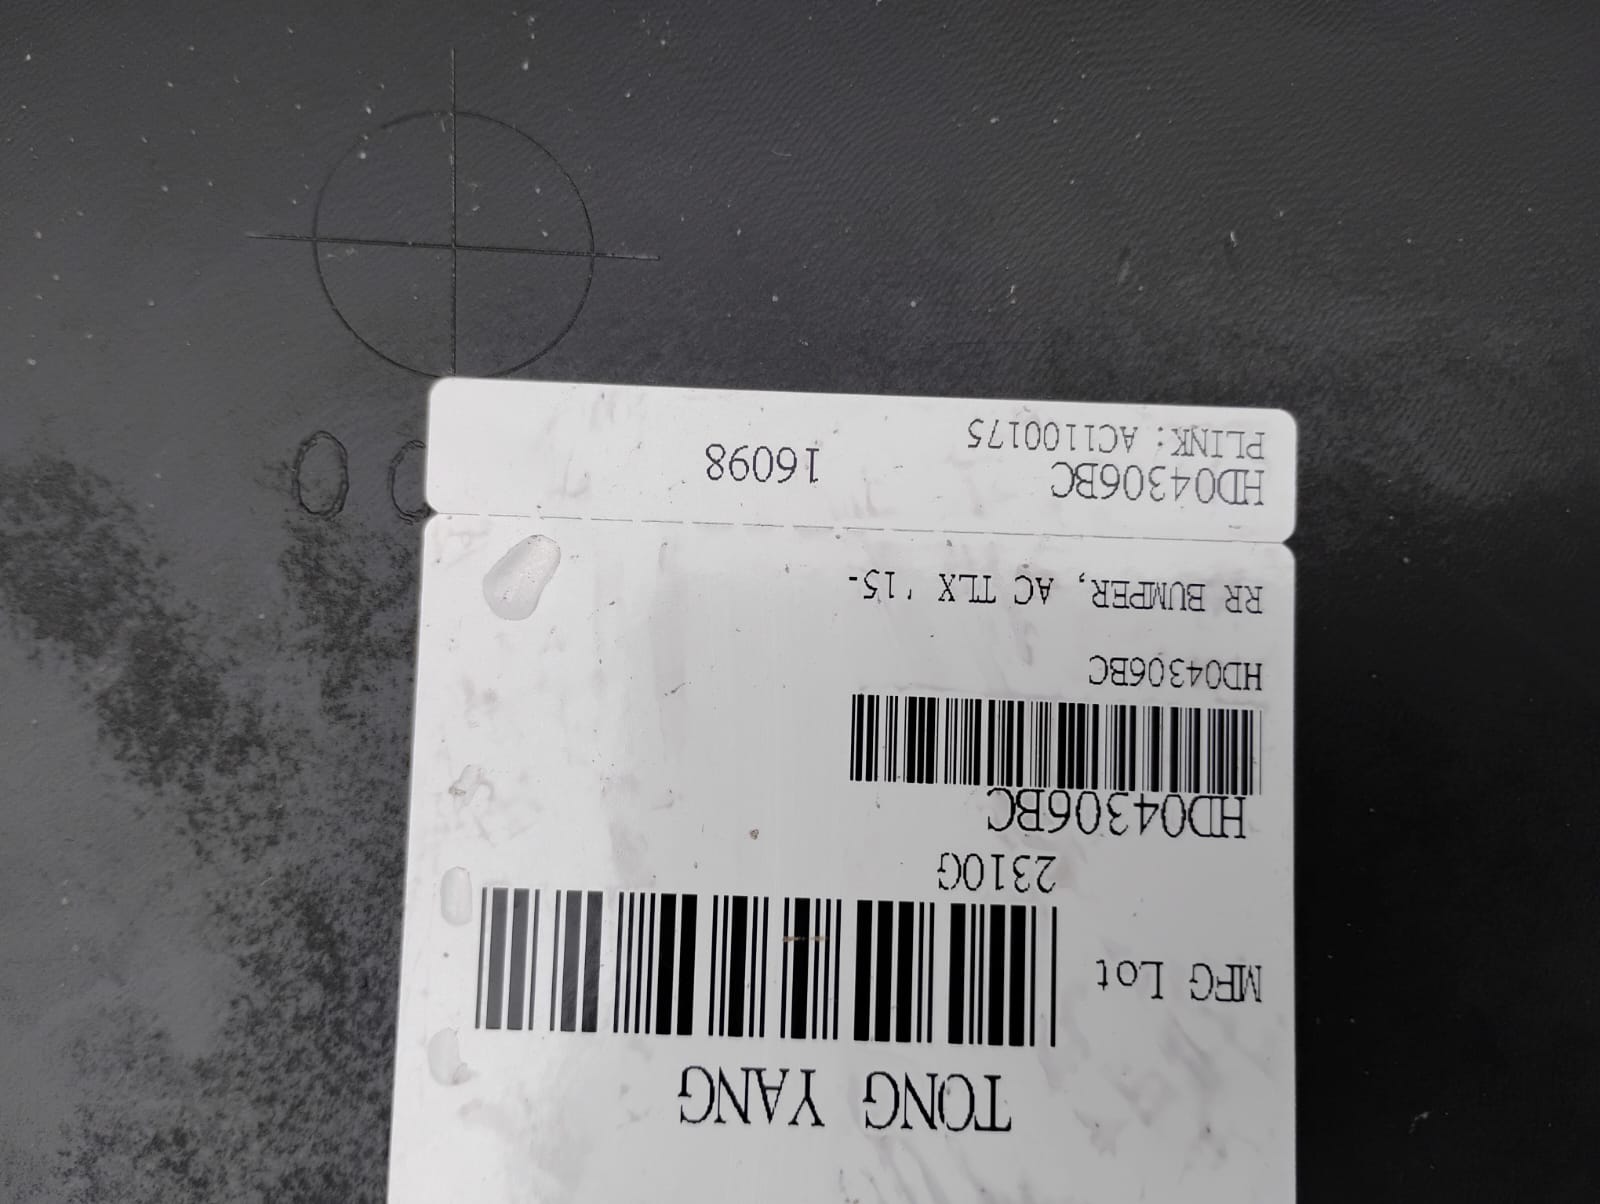 TONG YANG
MFG Lot
2310G
HD04306BC
HD04306BC
RR BUMPER, AC TLX '15-
HD04306BC 16098
PLINK: AC1100175